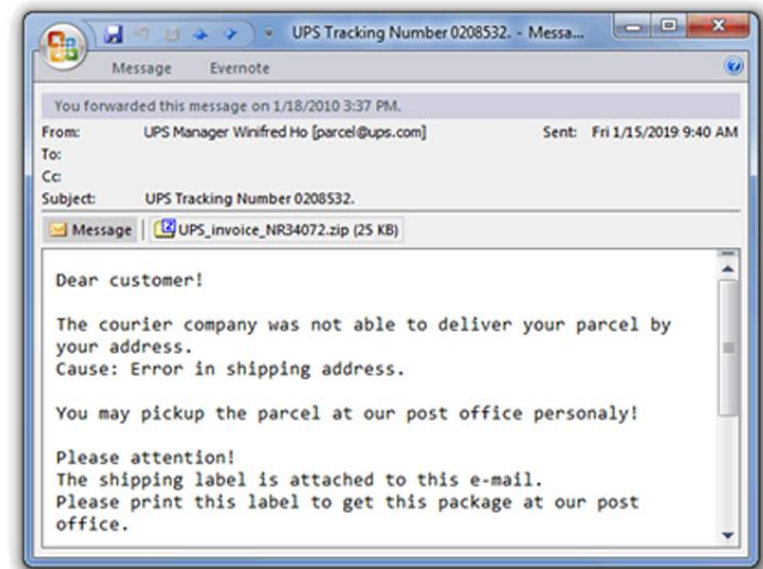 UPS Tracking Number 0208532. - Messa...
Message Evernote
You forwarded this message on 1/18/2010 3:37 PM.
From: UPS Manager Winifred Ho [parcel@ups.com] Sent: Fri 1/15/2019 9:40 AM
To:
Cc:
Subject: UPS Tracking Number 0208532.
Message UPS_invoice_NR34072.zip (25 KB)
Dear customer!
The courier company was not able to deliver your parcel by
your address.
Cause: Error in shipping address.
You may pickup the parcel at our post office personaly!
Please attention!
The shipping label is attached to this e-mail.
Please print this label to get this package at our post
office.